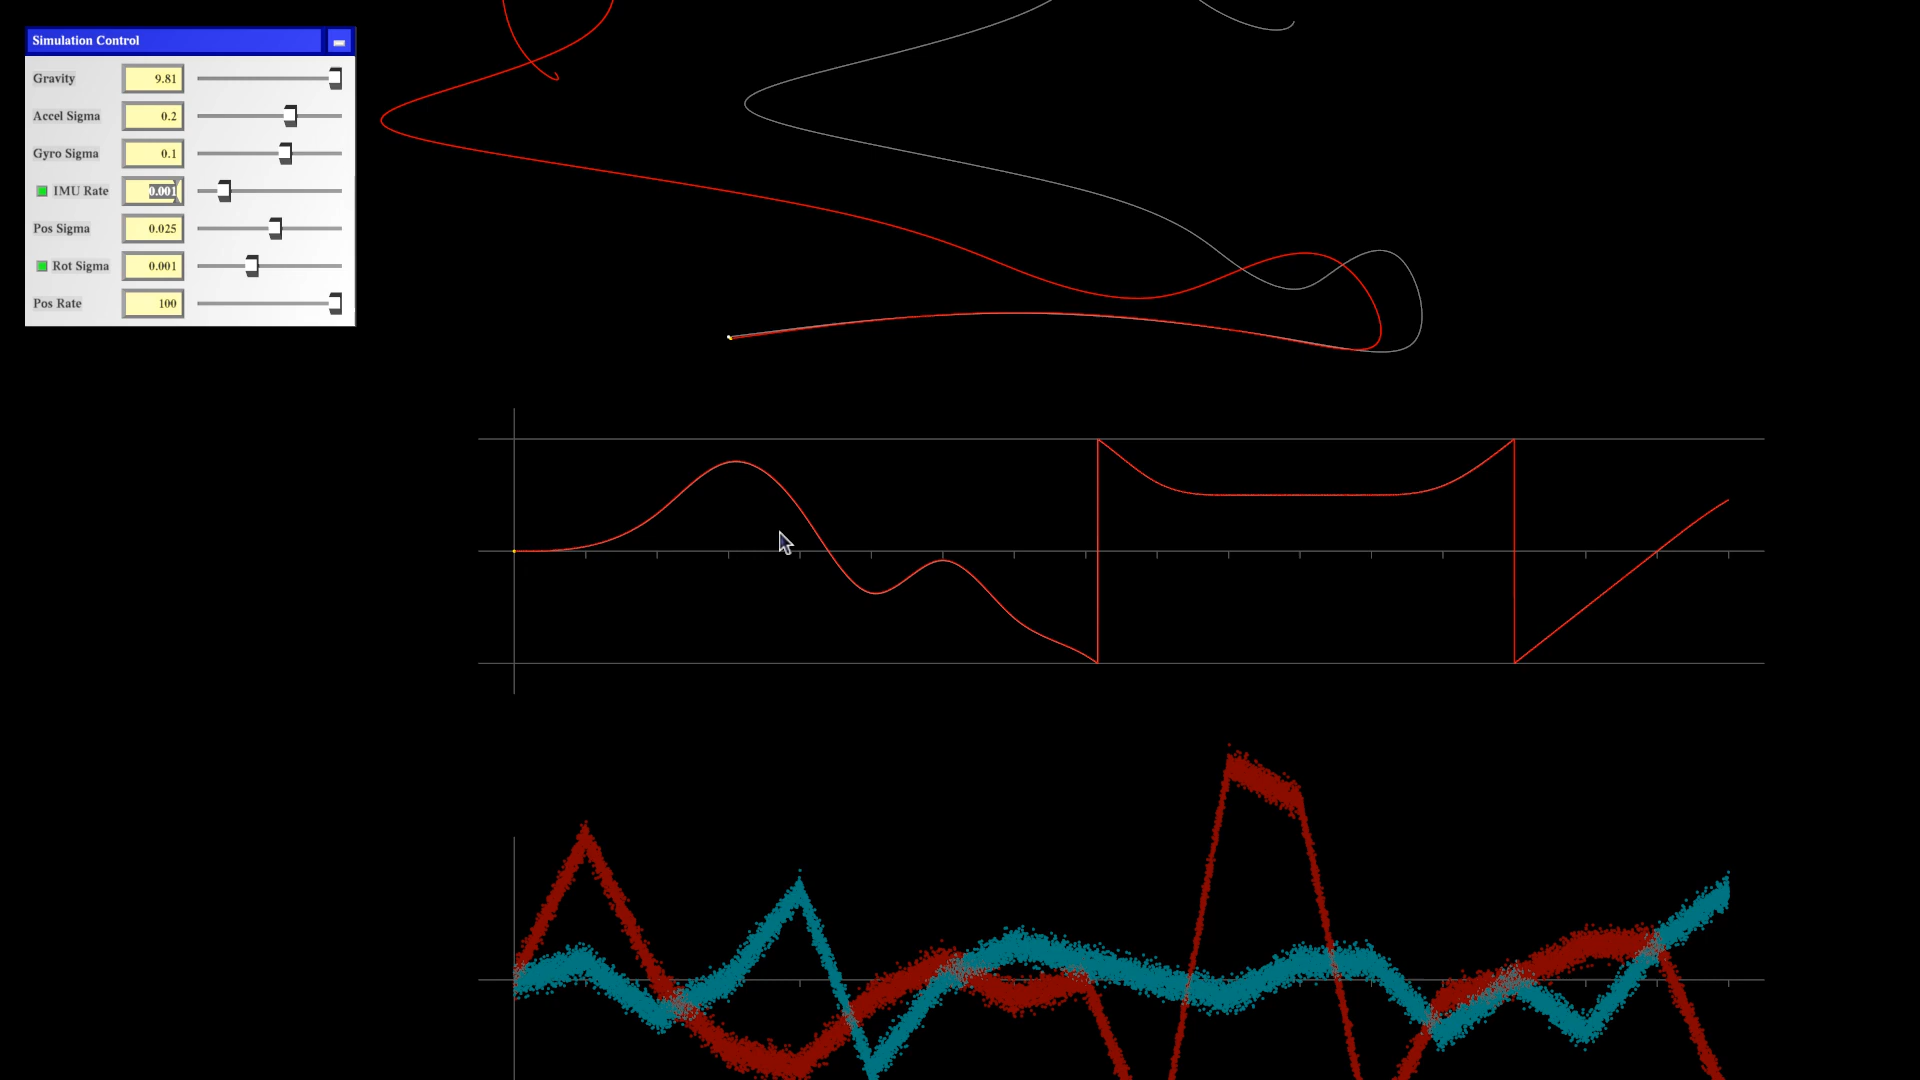 Simulation Control
Gravity 9.81
Accel Sigma 0.2
Gyro Sigma 0.1
IMU Rate 0.001
Pos Sigma 0.025
Rot Sigma 0.001
Pos Rate 100